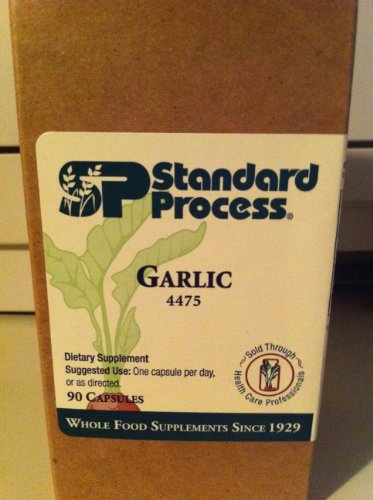 SP Standard
Process®
GARLIC
4475
Dietary Supplement
Suggested Use: One capsule per day,
or as directed.
90 CAPSULES
Sold Through
Health Care Professionals
WHOLE FOOD SUPPLEMENTS SINCE 1929